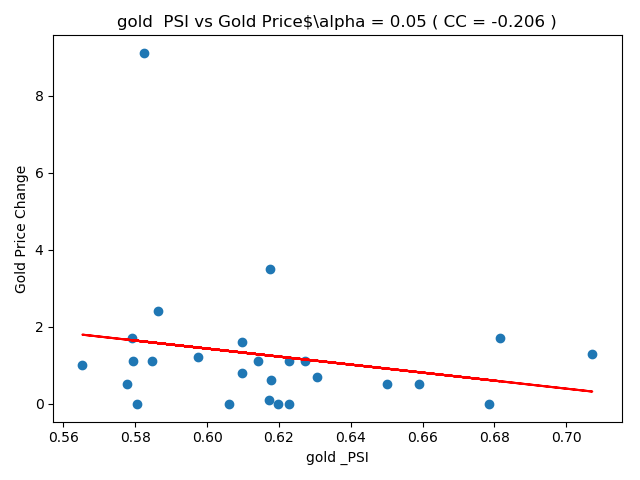 gold  PSI vs Gold Price$\alpha = 0.05 ( CC = -0.206 )
Gold Price Change
8
6
4
2
0
0.56 0.58 0.60 0.62 0.64 0.66 0.68 0.70
gold _PSI